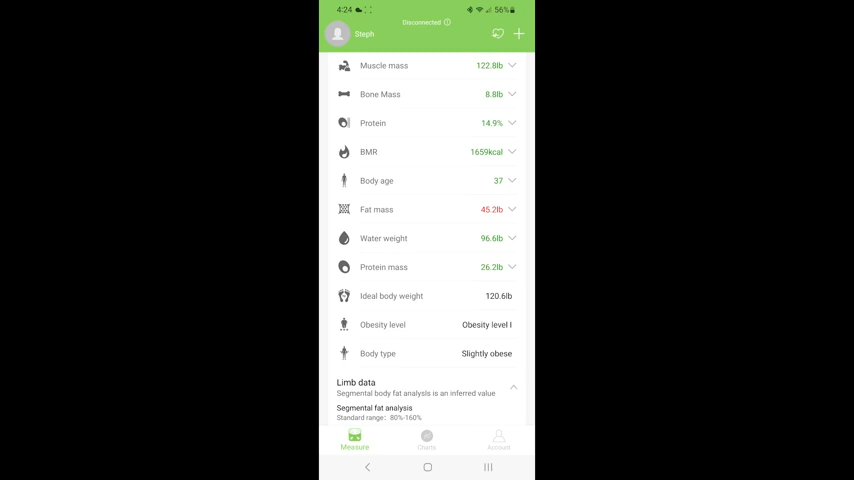 4:24
56%
Disconnected
Steph
Muscle mass 122.8lb
Bone Mass 8.8lb
Protein 14.9%
BMR 1659kcal
Body age 37
Fat mass 45.2lb
Water weight 96.6lb
Protein mass 26.2lb
Ideal body weight 120.6lb
Obesity level Obesity level I
Body type Slightly obese
Limb data
Segmental body fat analysis is an inferred value
Segmental fat analysis
Standard range: 80%-160%
Measure Charts Account